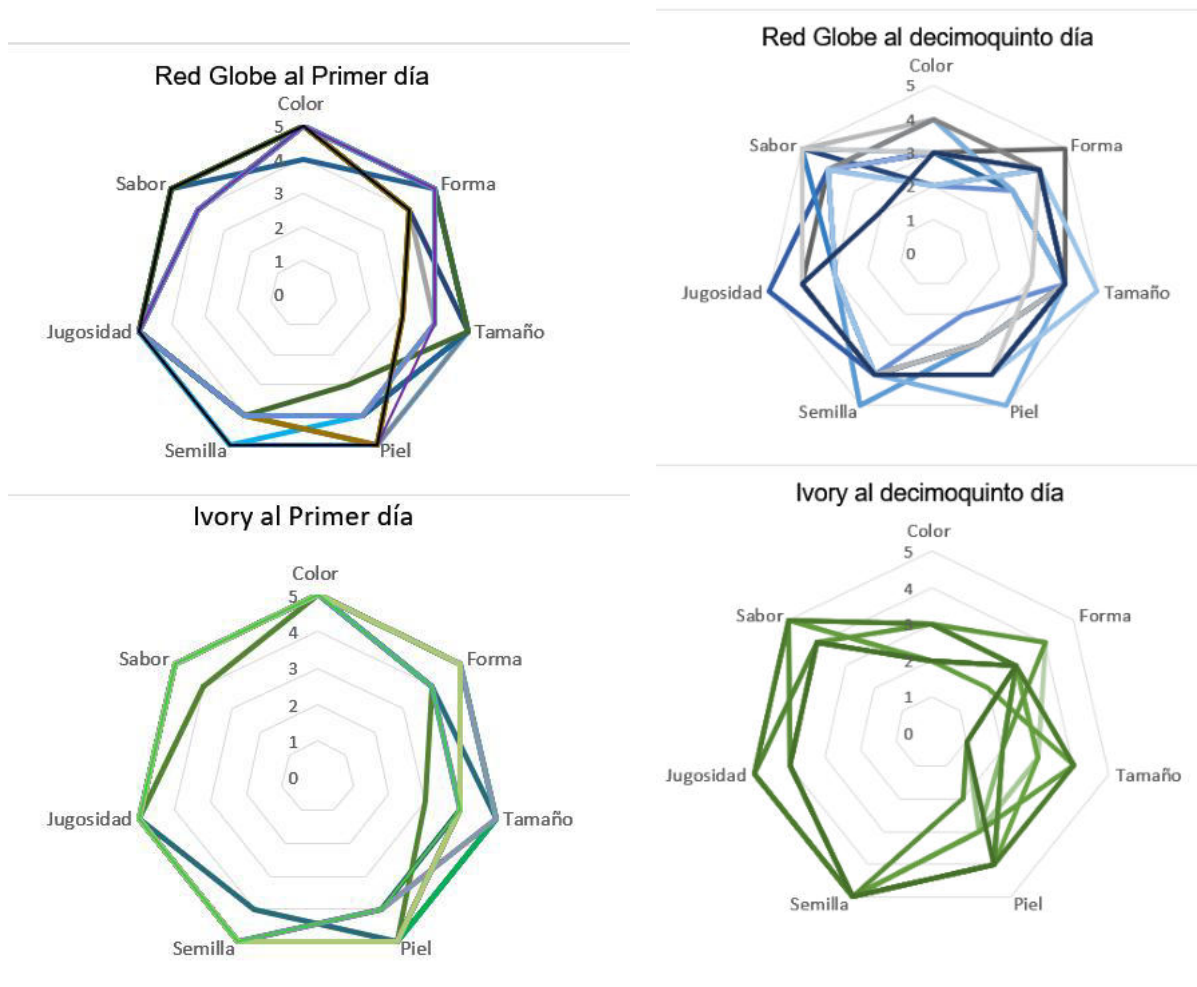 Red Globe al Primer día
Color
5
4
3
2
1
0
Sabor
Forma
Jugosidad
Tamaño
Semilla
Piel
Red Globe al decimoquinto día
Color
5
4
3
2
1
0
Sabor
Forma
Jugosidad
Tamaño
Semilla
Piel
Ivory al Primer día
Color
5
4
3
2
1
0
Sabor
Forma
Jugosidad
Tamaño
Semilla
Piel
Ivory al decimoquinto día
Color
5
4
3
2
1
0
Sabor
Forma
Jugosidad
Tamaño
Semilla
Piel